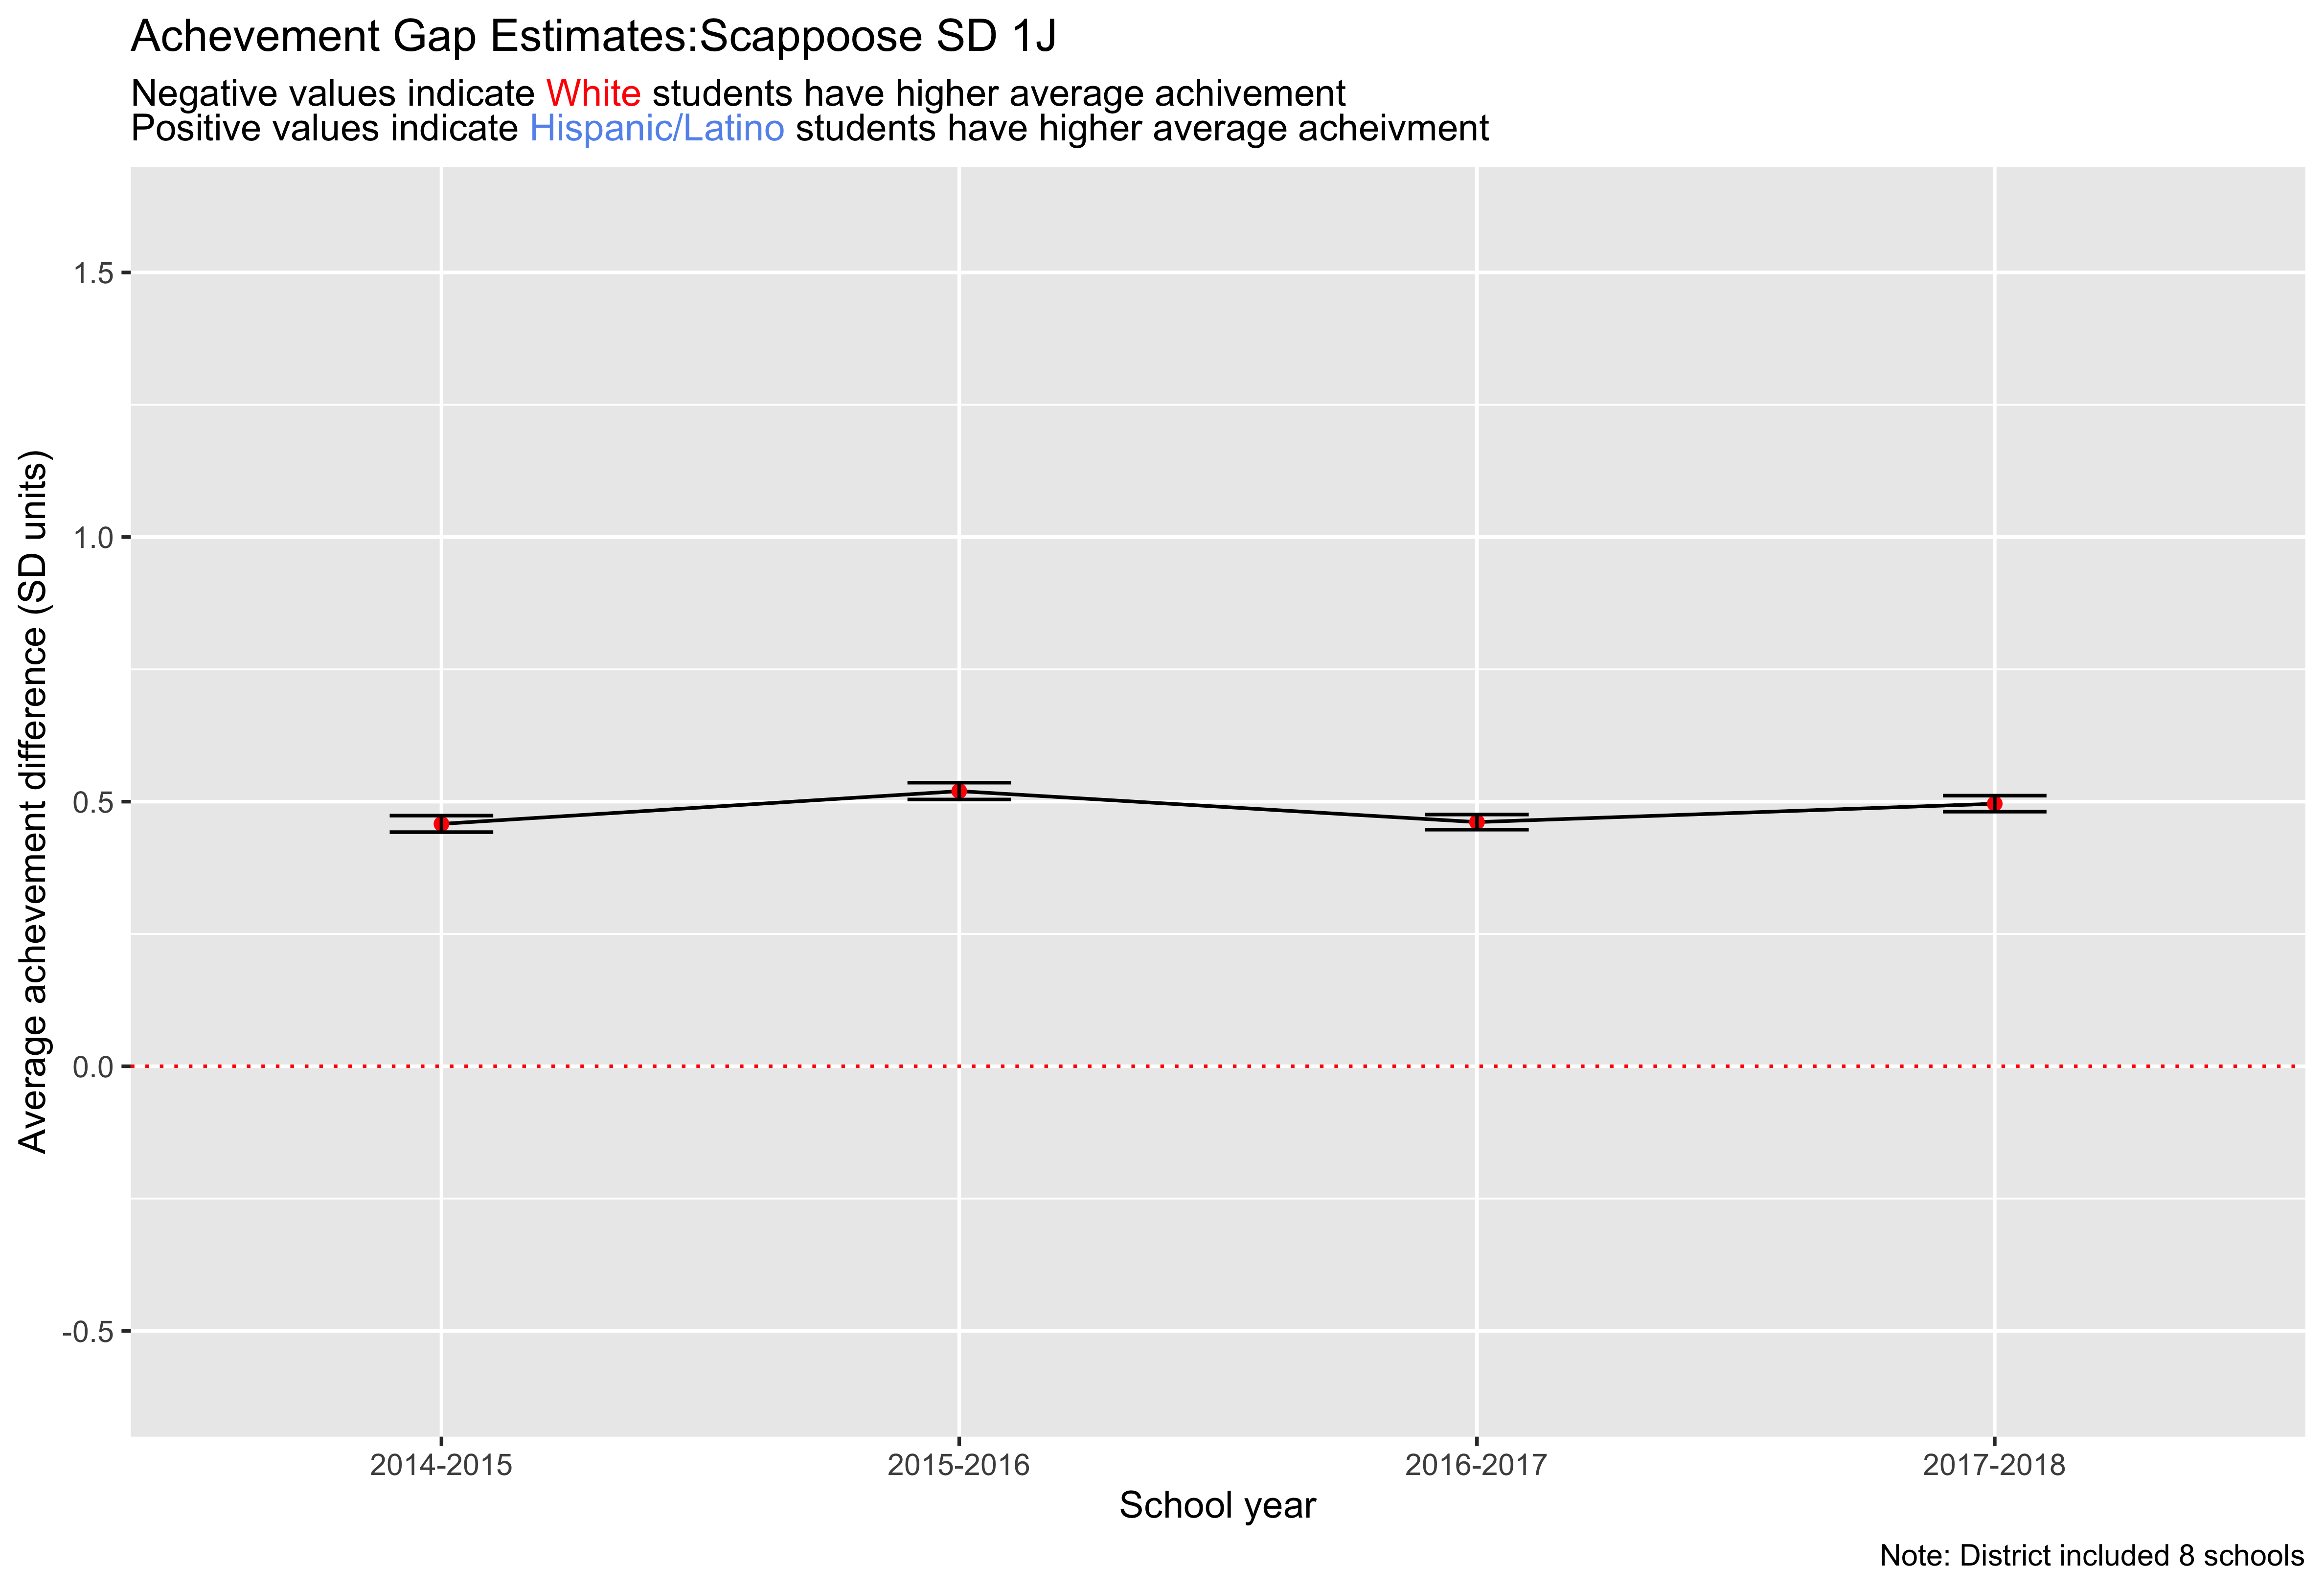 Achevement Gap Estimates:Scappoose SD 1J
Negative values indicate White students have higher average achivement
Positive values indicate Hispanic/Latino students have higher average acheivment
Average achevement difference (SD units)
1.5
1.0
0.5
0.0
-0.5
2014-2015
2015-2016
2016-2017
2017-2018
School year
Note: District included 8 schools